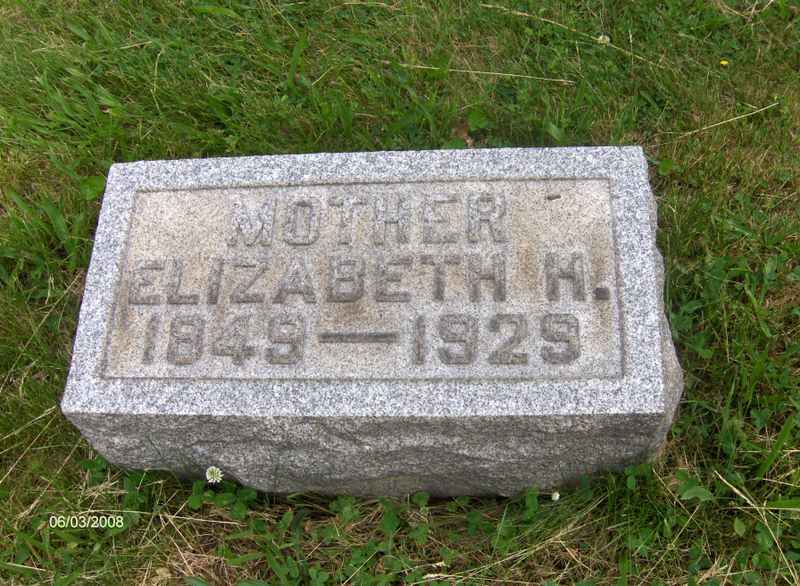 MOTHER
ELIZABETH H.
1849—1929
06/03/2008